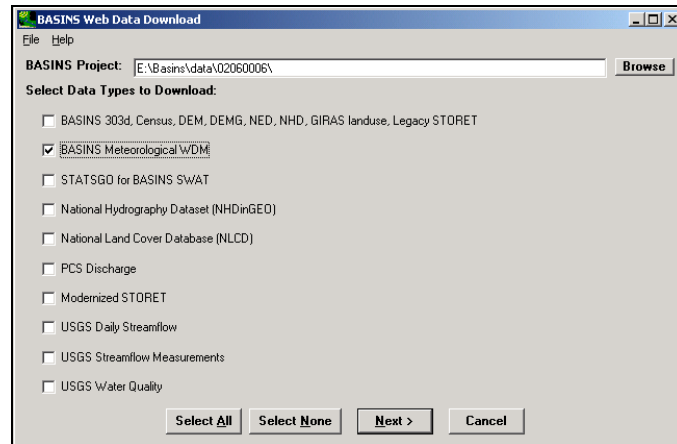 BASINS Web Data Download
File Help
BASINS Project: E:\Basins\data\02060006\ Browse
Select Data Types to Download:
BASINS 303d, Census, DEM, DEMG, NED, NHD, GIRAS landuse, Legacy STORET
BASINS Meteorological WDM
STATSGO for BASINS SWAT
National Hydrography Dataset (NHDinGEO)
National Land Cover Database (NLCD)
PCS Discharge
Modernized STORET
USGS Daily Streamflow
USGS Streamflow Measurements
USGS Water Quality
Select All Select None Next > Cancel